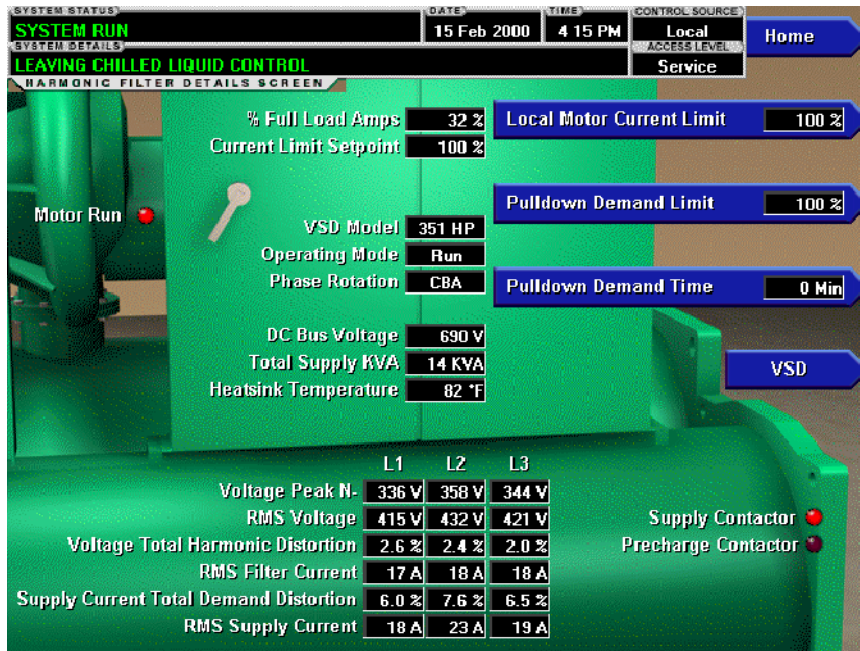 SYSTEM STATUS
SYSTEM RUN
SYSTEM DETAILS
LEAVING CHILLED LIQUID CONTROL
DATE
15 Feb 2000
TIME
4 15 PM
CONTROL SOURCE
Local
ACCESS LEVEL
Service
Home
HARMONIC FILTER DETAILS SCREEN
% Full Load Amps 32 %
Current Limit Setpoint 100 %
Local Motor Current Limit 100 %
Motor Run
Pulldown Demand Limit 100 %
VSD Model 351 HP
Operating Mode Run
Phase Rotation CBA
Pulldown Demand Time 0 Min
DC Bus Voltage 690 V
Total Supply KVA 14 KVA
Heatsink Temperature 82 °F
VSD
L1 L2 L3
Voltage Peak N- 336 V 358 V 344 V
RMS Voltage 415 V 432 V 421 V
Voltage Total Harmonic Distortion 2.6 % 2.4 % 2.0 %
RMS Filter Current 17 A 18 A 18 A
Supply Current Total Demand Distortion 6.0 % 7.6 % 6.5 %
RMS Supply Current 18 A 23 A 19 A
Supply Contactor
Precharge Contactor